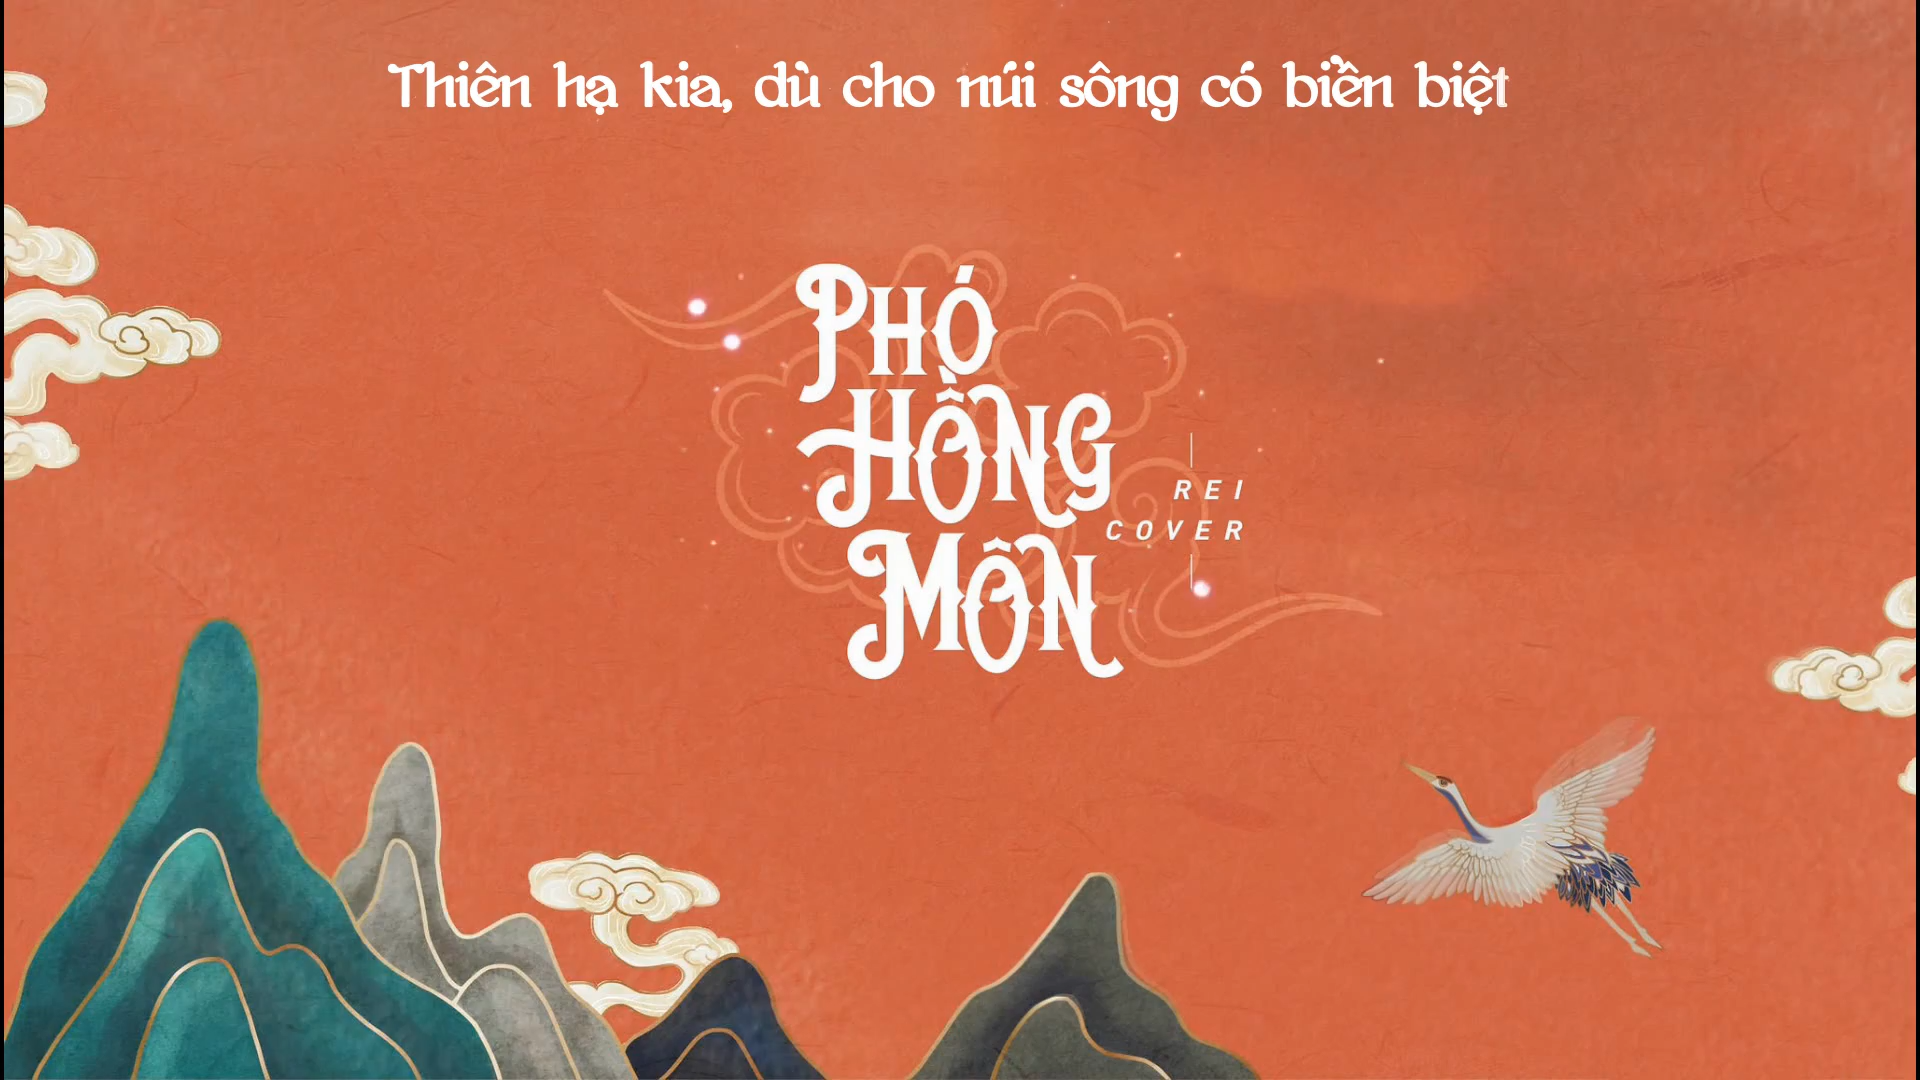 Thiên hạ kia, dù cho núi sông có biền biệt
PHÓ
HỒNG
MÔN
REI
COVER